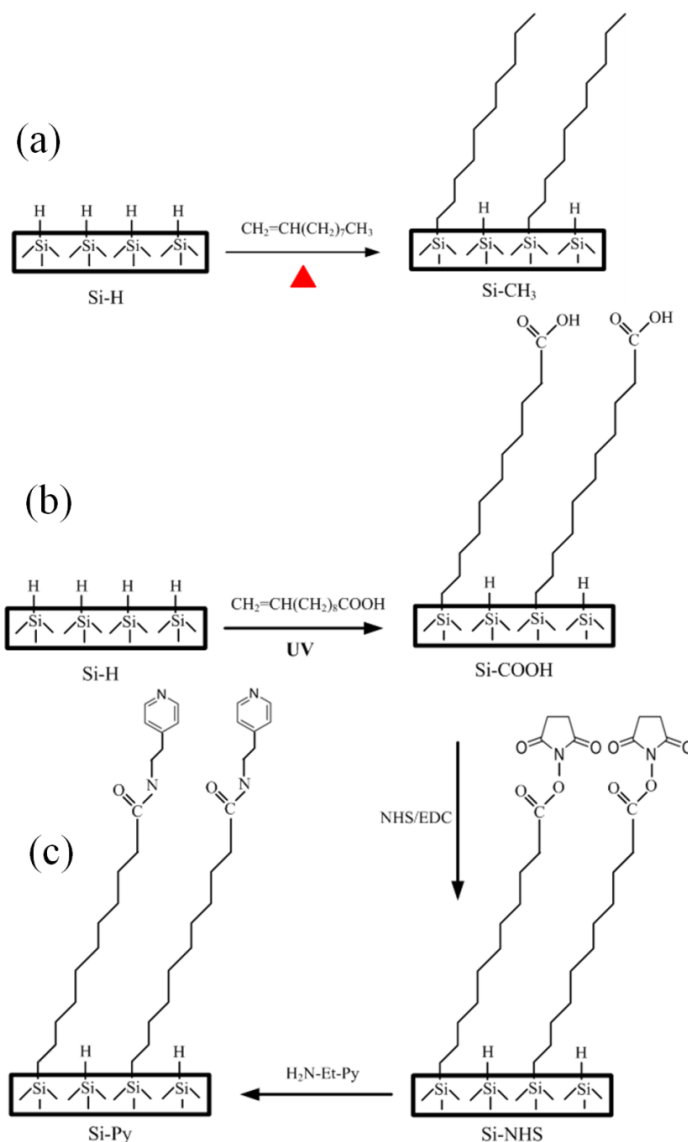 (a)
H H H H
Si Si Si Si
Si-H
CH₂=CH(CH₂)₇CH₃
H H
Si Si Si Si
Si-CH₃
(b)
H H H H
Si Si Si Si
Si-H
CH₂=CH(CH₂)₈COOH
UV
O OH O OH
C C
H H
Si Si Si Si
Si-COOH
NHS/EDC
O N O O N O
O O
O C O C
H H
Si Si Si Si
Si-NHS
H₂N-Et-Py
(c)
N N
O N O N
C C
H H
Si Si Si Si
Si-Py